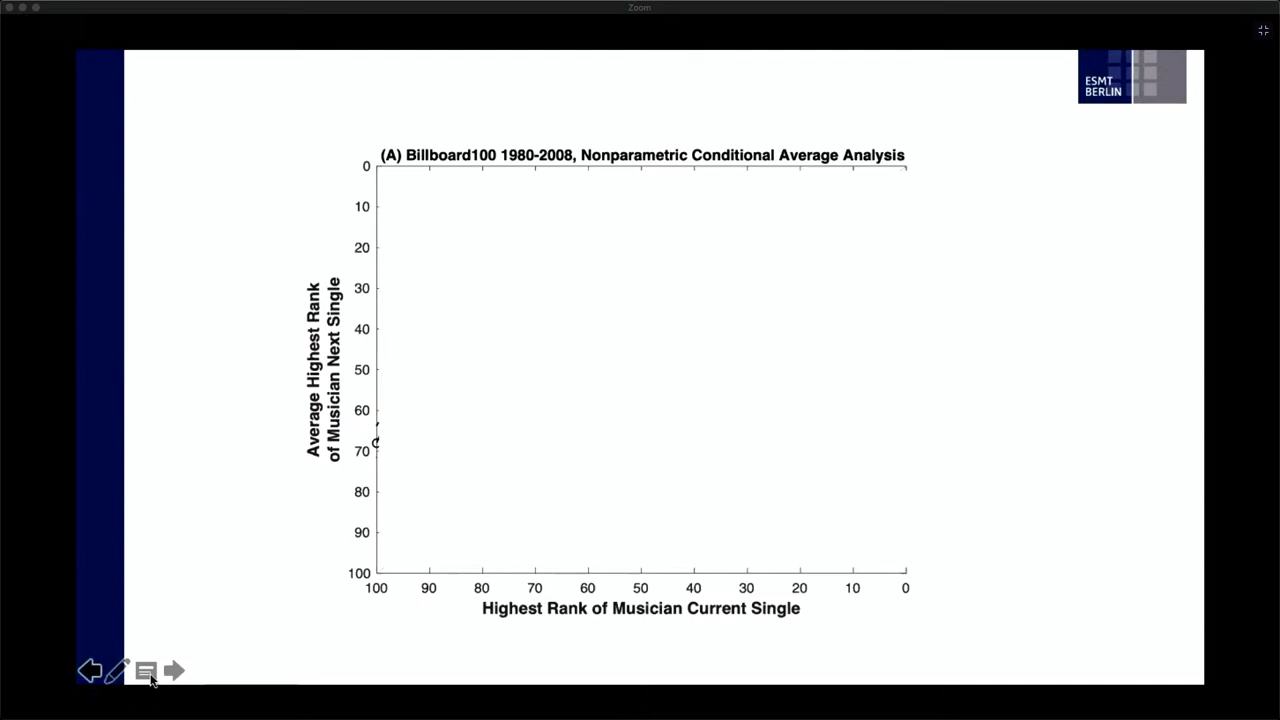 Zoom
ESMT
BERLIN
(A) Billboard100 1980-2008, Nonparametric Conditional Average Analysis
0
10
20
30
40
50
60
70
80
90
100
Average Highest Rank
of Musician Next Single
100 90 80 70 60 50 40 30 20 10 0
Highest Rank of Musician Current Single